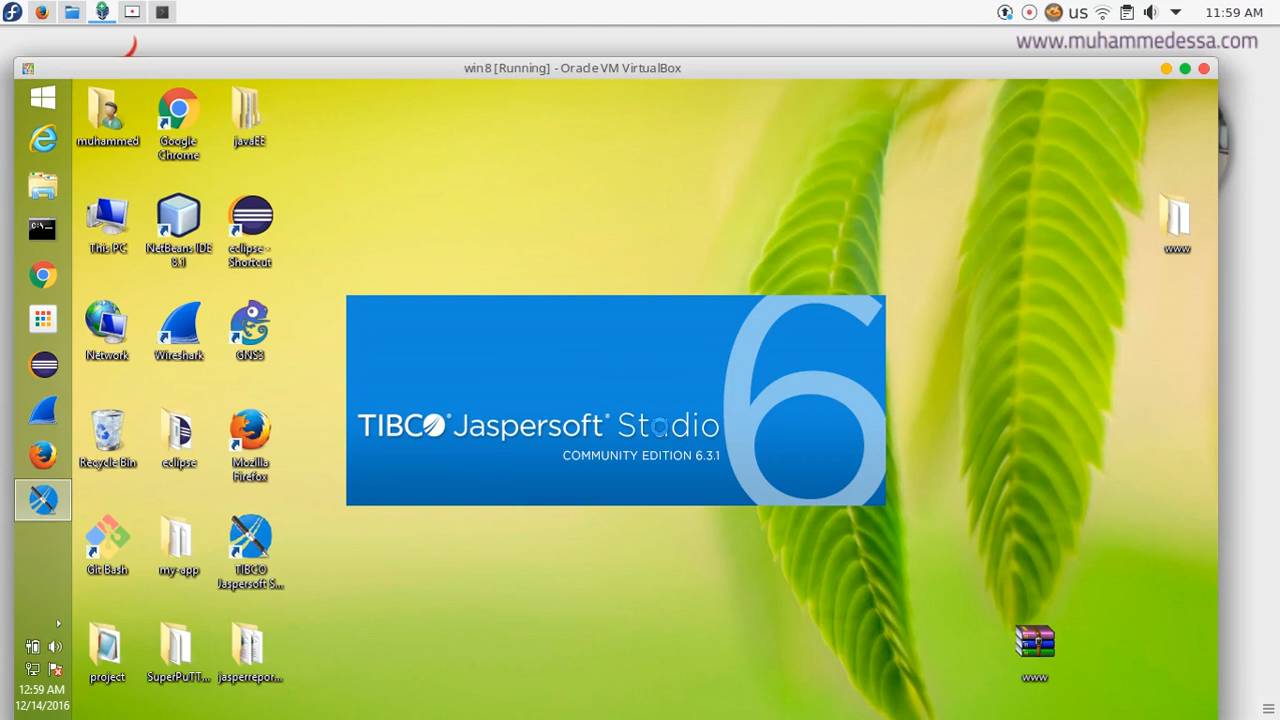 us
11:59 AM
www.muhammedessa.com
win8 [Running] - Oracle VM VirtualBox
muhammed
Google
Chrome
javaEE
This PC
NetBeans IDE
8.1
eclipse -
Shortcut
www
Network
Wireshark
GNS3
TIBCO Jaspersoft® Studio
COMMUNITY EDITION 6.3.1
6
Recycle Bin
eclipse
Mozilla
Firefox
Git Bash
my-app
TIBCO
Jaspersoft S...
project
SuperPuTT...
jasperrepor...
www
12:59 AM
12/14/2016